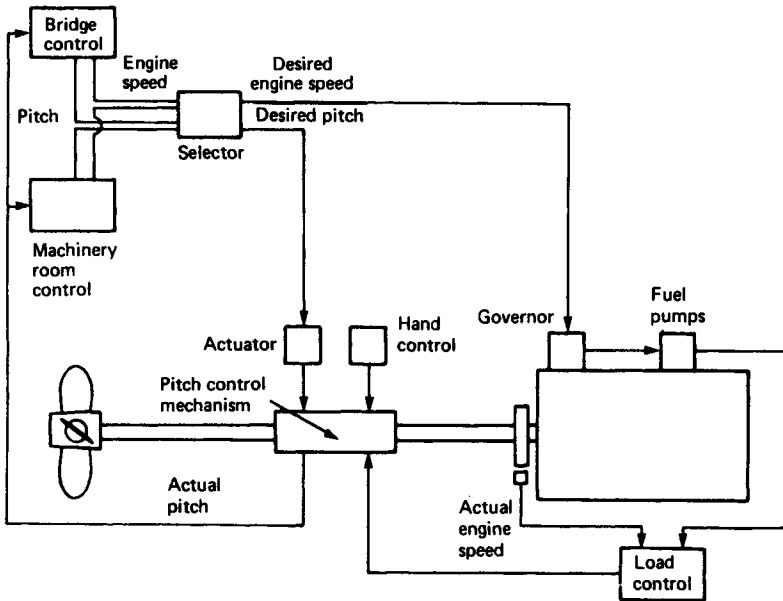 Bridge
control
Engine
speed
Desired
engine speed
Pitch
Desired pitch
Selector
Machinery
room
control
Actuator
Hand
control
Governor
Fuel
pumps
Pitch control
mechanism
Actual
pitch
Actual
engine
speed
Load
control